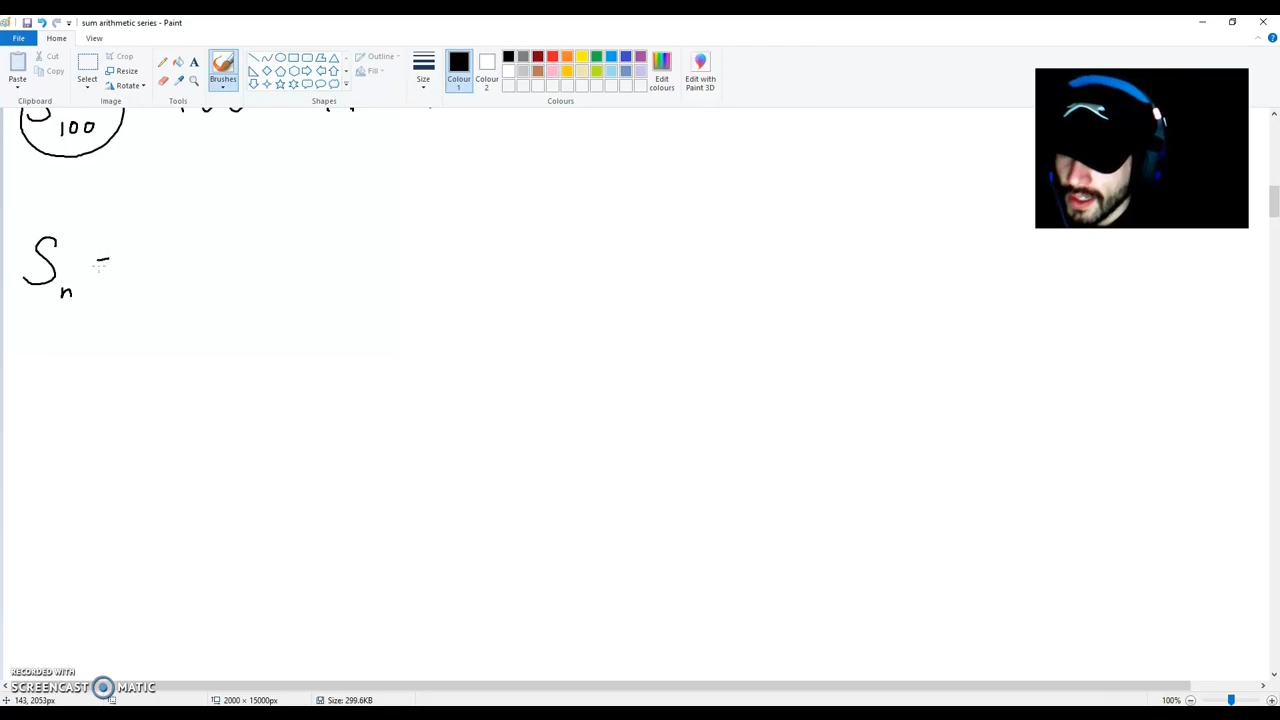 sum arithmetic series - Paint
File Home View
Paste Cut Copy Clipboard
Select Crop Resize Rotate Image
Tools
Brushes
Shapes Outline Fill
Size
Colour 1
Colour 2
Colours
Edit colours
Edit with Paint 3D
S 100
S n =
RECORDED WITH
SCREENCAST MATIC
143, 2053px 2000 × 15000px Size: 299.6KB 100%